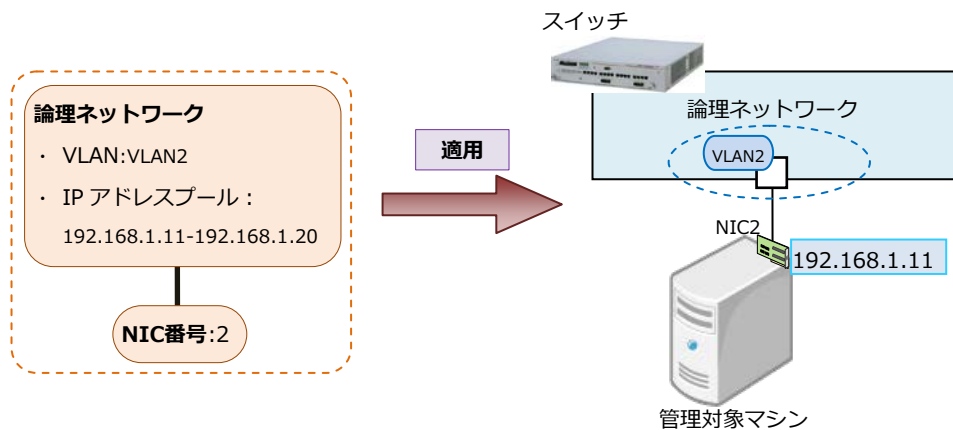 スイッチ
論理ネットワーク
・ VLAN:VLAN2
・ IP アドレスプール：
192.168.1.11-192.168.1.20
NIC番号:2
適用
論理ネットワーク
VLAN2
NIC2
192.168.1.11
管理対象マシン